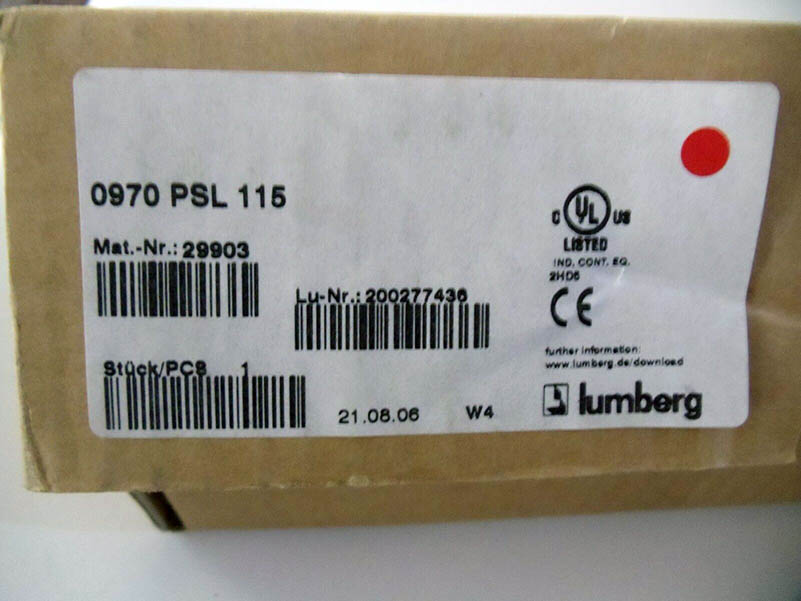 0970 PSL 115
Mat.-Nr.: 29903
Lu-Nr.: 200277436
Stück/PCS 1
21.08.06 W4
C UL US
LISTED
IND. CONT. EQ.
2HD6
CE
further information:
www.lumberg.de/download
lumberg